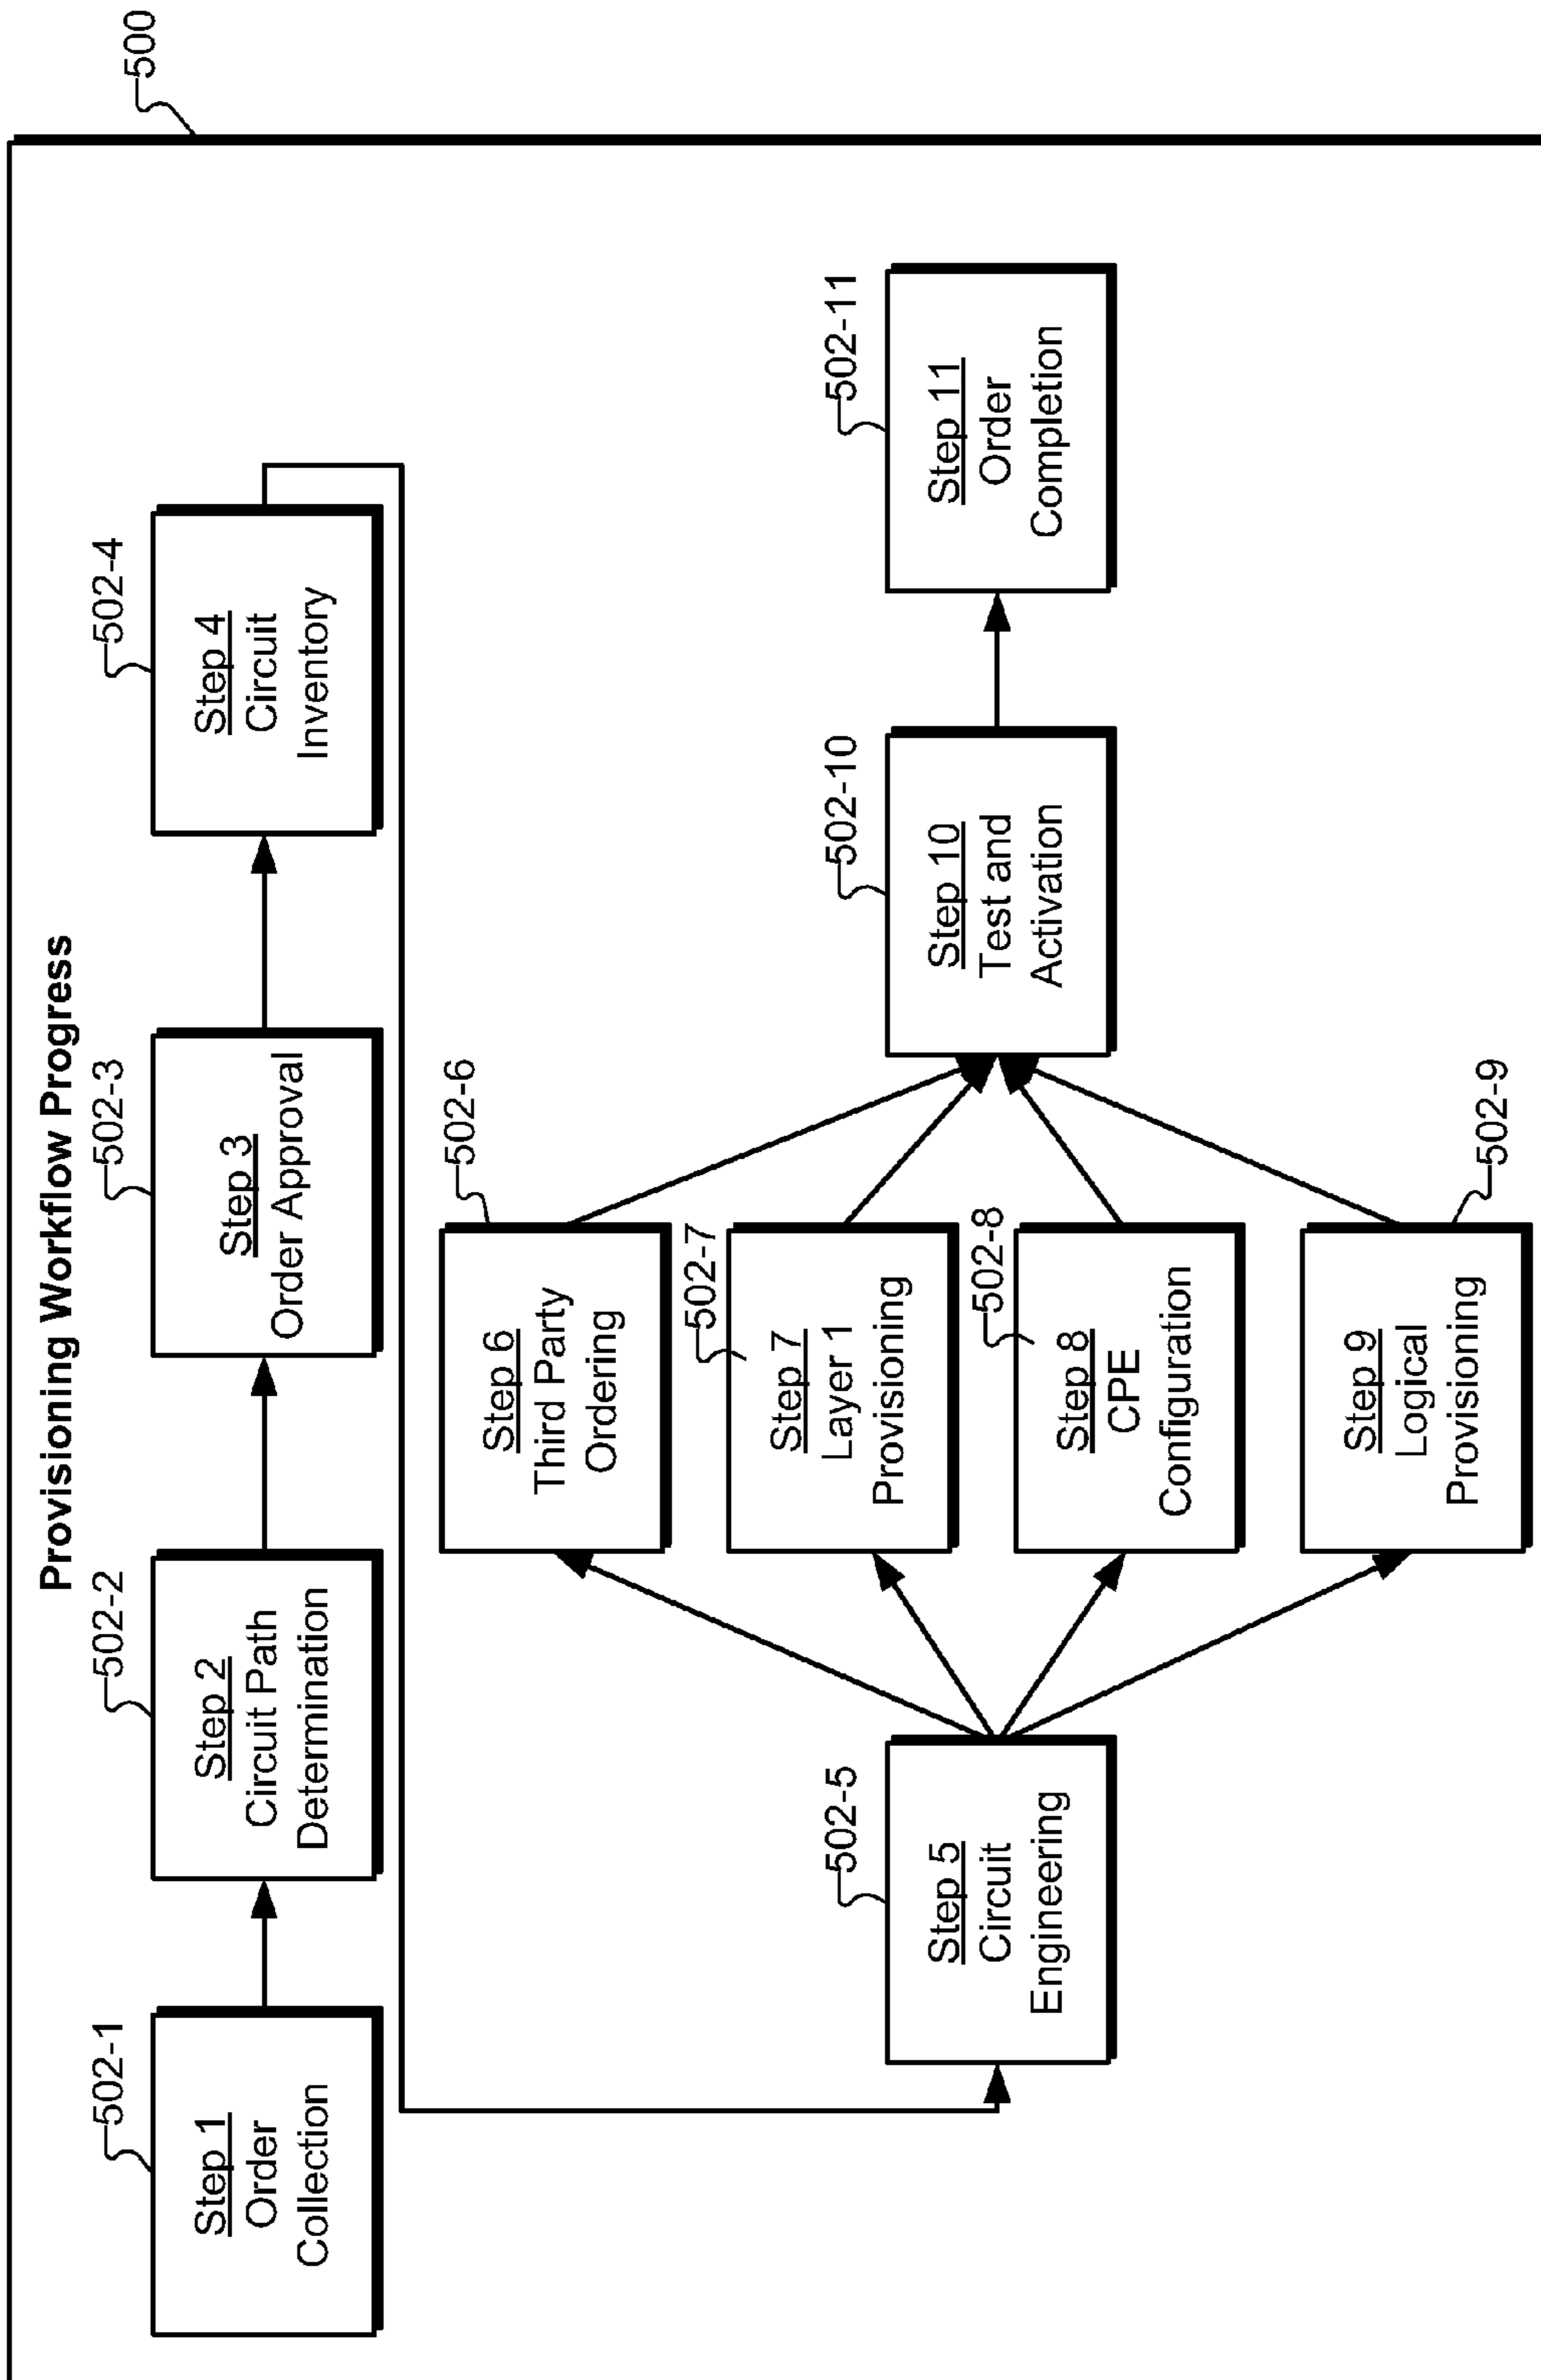 Provisioning Workflow Progress
500
502-1
Step 1
Order
Collection
502-2
Step 2
Circuit Path
Determination
502-3
Step 3
Order Approval
502-4
Step 4
Circuit
Inventory
502-5
Step 5
Circuit
Engineering
502-6
Step 6
Third Party
Ordering
502-7
Step 7
Layer 1
Provisioning
502-8
Step 8
CPE
Configuration
502-9
Step 9
Logical
Provisioning
502-10
Step 10
Test and
Activation
502-11
Step 11
Order
Completion